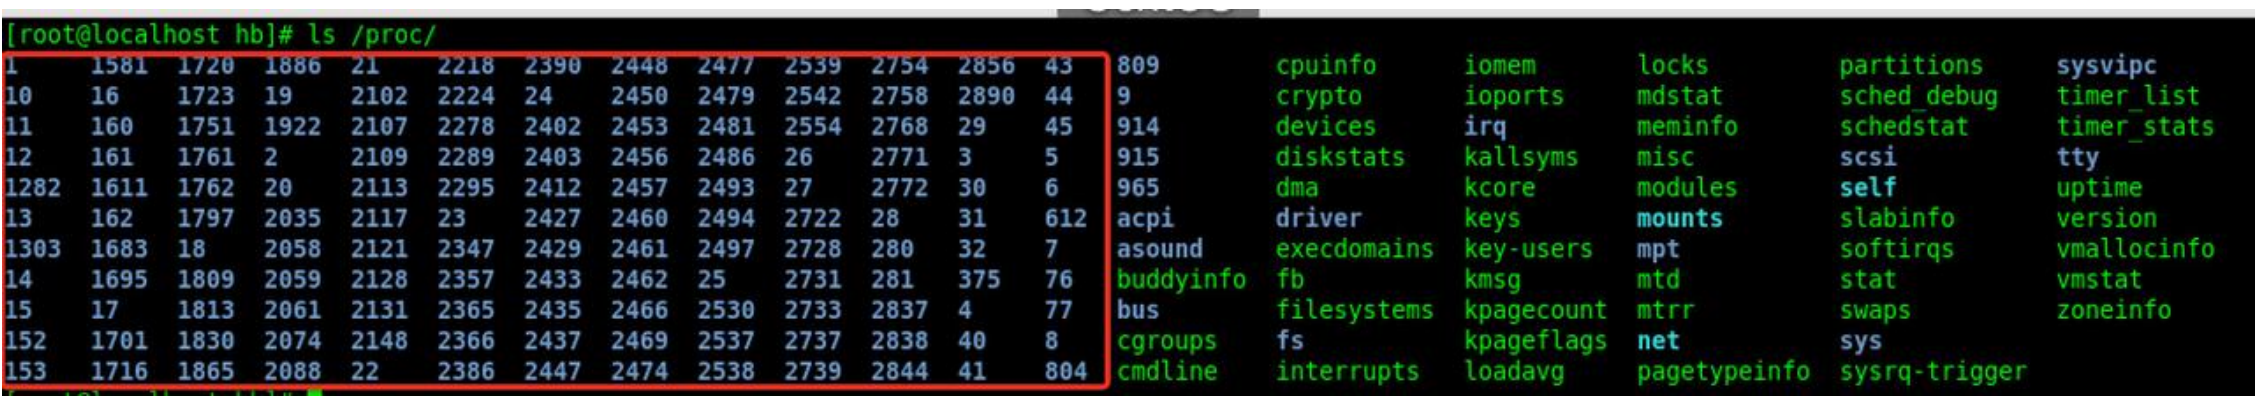 [root@localhost hb]# ls /proc/
1 1581 1720 1886 21 2218 2390 2448 2477 2539 2754 2856 43 809 cpuinfo iomem locks partitions sysvipc
10 16 1723 19 2102 2224 24 2450 2479 2542 2758 2890 44 9 crypto ioports mdstat sched_debug timer_list
11 160 1751 1922 2107 2278 2402 2453 2481 2554 2768 29 45 914 devices irq meminfo schedstat timer_stats
12 161 1761 2 2109 2289 2403 2456 2486 26 2771 3 5 915 diskstats kallsyms misc scsi tty
1282 1611 1762 20 2113 2295 2412 2457 2493 27 2772 30 6 965 dma kcore modules self uptime
13 162 1797 2035 2117 23 2427 2460 2494 2722 28 31 612 acpi driver keys mounts slabinfo version
1303 1683 18 2058 2121 2347 2429 2461 2497 2728 280 32 7 asound execdomains key-users mpt softirqs vmallocinfo
14 1695 1809 2059 2128 2357 2433 2462 25 2731 281 375 76 buddyinfo fb kmsg mtd stat vmstat
15 17 1813 2061 2131 2365 2435 2466 2530 2733 2837 4 77 bus filesystems kpagecount mtrr swaps zoneinfo
152 1701 1830 2074 2148 2366 2437 2469 2537 2737 2838 40 8 cgroups fs kpageflags net sys
153 1716 1865 2088 22 2386 2447 2474 2538 2739 2844 41 804 cmdline interrupts loadavg pagetypeinfo sysrq-trigger